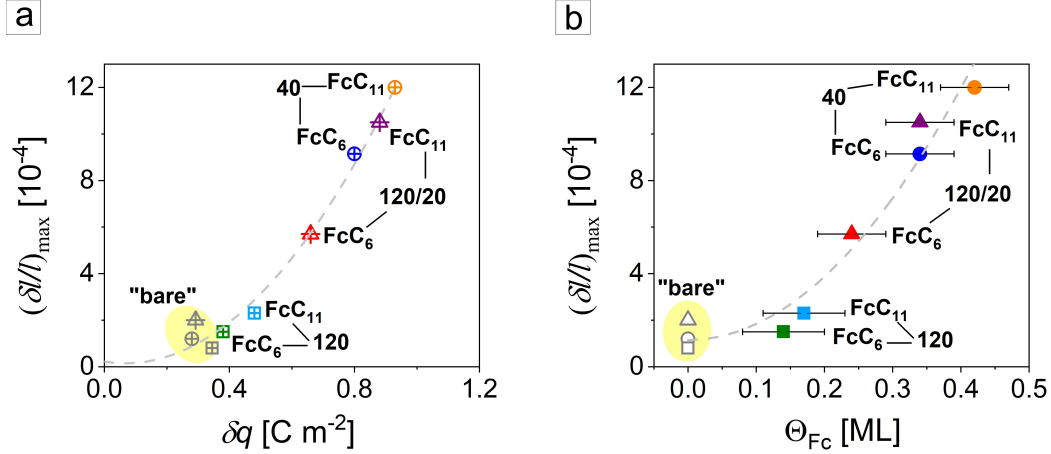 a
12
8
4
0
(δl/l)max [10-4]
40
FcC11
FcC6
FcC11
120/20
FcC6
"bare"
FcC11
FcC6
120
0.0 0.4 0.8 1.2
δq [C m-2]
b
12
8
4
0
(δl/l)max [10-4]
FcC11
40
FcC6
FcC11
120/20
FcC6
"bare"
FcC11
FcC6
120
0.0 0.1 0.2 0.3 0.4 0.5
ΘFc [ML]